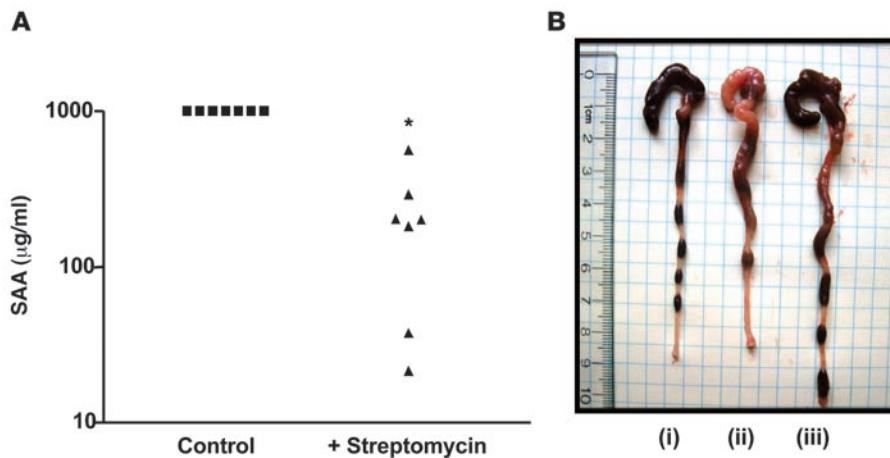 A
SAA (µg/ml)
1000
100
10
*
Control
+ Streptomycin
B
0
1cm
2
3
4
5
6
7
8
9
10
(i)
(ii)
(iii)